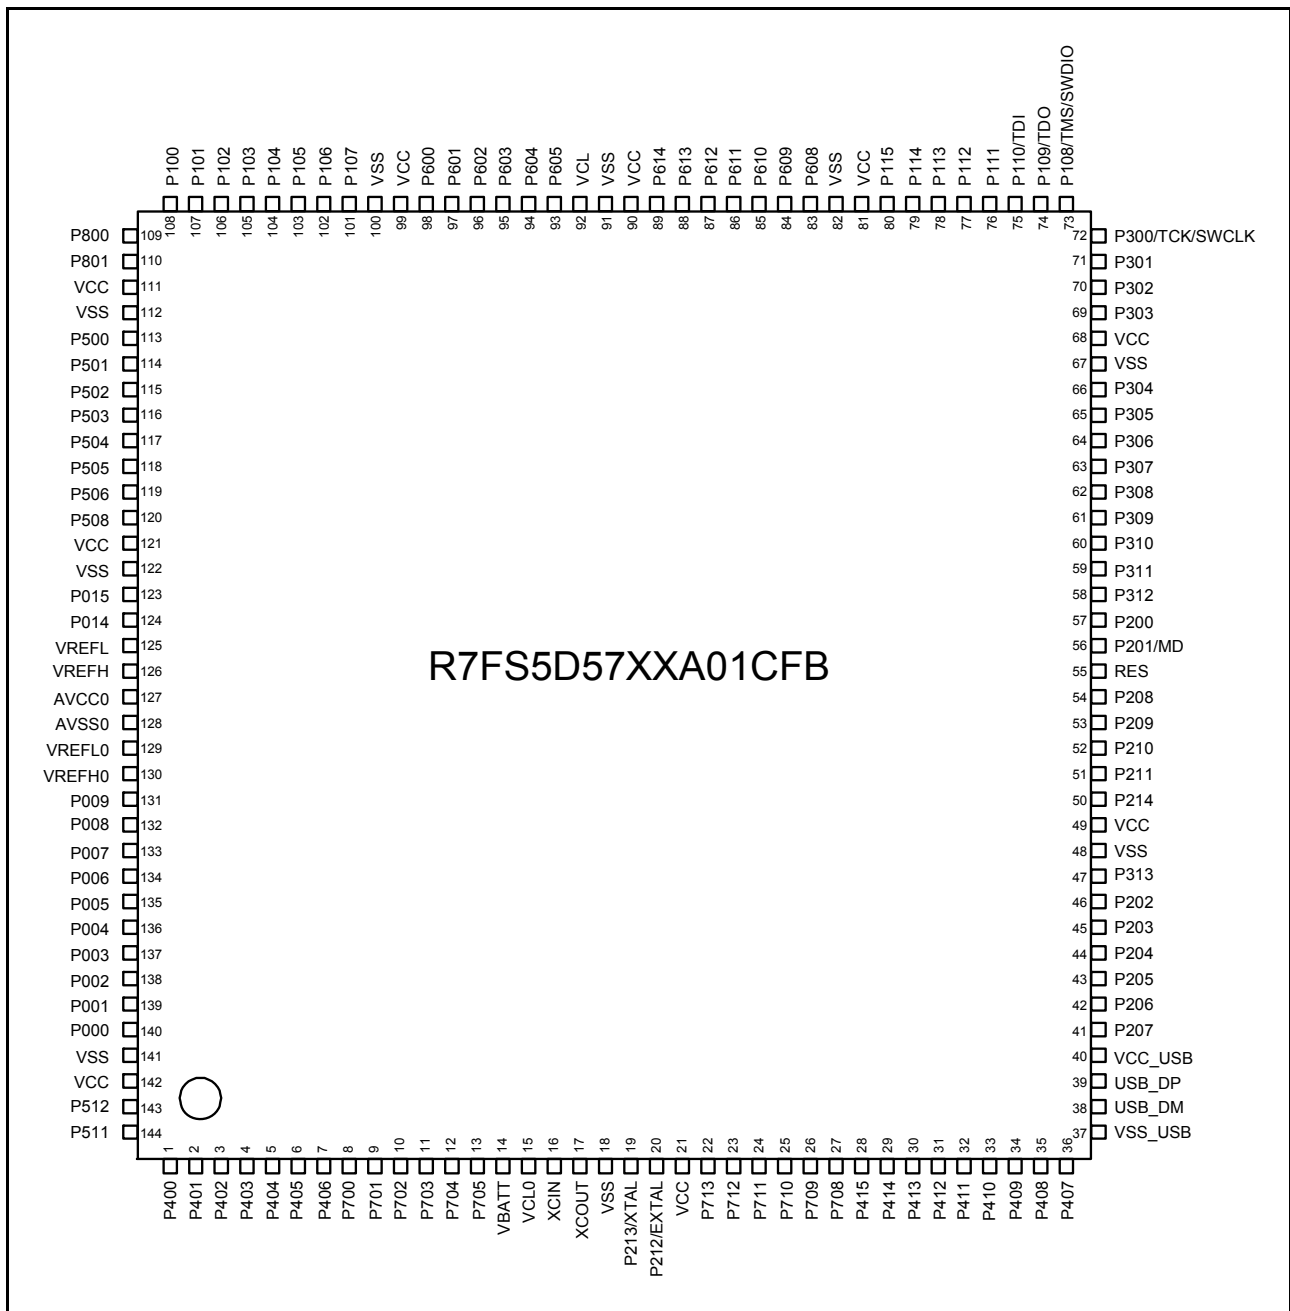 P100 P101 P102 P103 P104 P105 P106 P107 VSS VCC P600 P601 P602 P603 P604 P605 VCL VSS VCC P614 P613 P612 P611 P610 P609 P608 VSS VCC P115 P114 P113 P112 P111 P110/TDI P109/TDO P108/TMS/SWDIO
108 107 106 105 104 103 102 101 100 99 98 97 96 95 94 93 92 91 90 89 88 87 86 85 84 83 82 81 80 79 78 77 76 75 74 73
P800 109 72 P300/TCK/SWCLK
P801 110 71 P301
VCC 111 70 P302
VSS 112 69 P303
P500 113 68 VCC
P501 114 67 VSS
P502 115 66 P304
P503 116 65 P305
P504 117 64 P306
P505 118 63 P307
P506 119 62 P308
P508 120 61 P309
VCC 121 60 P310
VSS 122 59 P311
P015 123 58 P312
P014 124 57 P200
VREFL 125 56 P201/MD
VREFH 126 R7FS5D57XXA01CFB 55 RES
AVCC0 127 54 P208
AVSS0 128 53 P209
VREFL0 129 52 P210
VREFH0 130 51 P211
P009 131 50 P214
P008 132 49 VCC
P007 133 48 VSS
P006 134 47 P313
P005 135 46 P202
P004 136 45 P203
P003 137 44 P204
P002 138 43 P205
P001 139 42 P206
P000 140 41 P207
VSS 141 40 VCC_USB
VCC 142 39 USB_DP
P512 143 38 USB_DM
P511 144 37 VSS_USB
1 2 3 4 5 6 7 8 9 10 11 12 13 14 15 16 17 18 19 20 21 22 23 24 25 26 27 28 29 30 31 32 33 34 35 36
P400 P401 P402 P403 P404 P405 P406 P700 P701 P702 P703 P704 P705 VBATT VCL0 XCIN XCOUT VSS P213/XTAL P212/EXTAL VCC P713 P712 P711 P710 P709 P708 P415 P414 P413 P412 P411 P410 P409 P408 P407